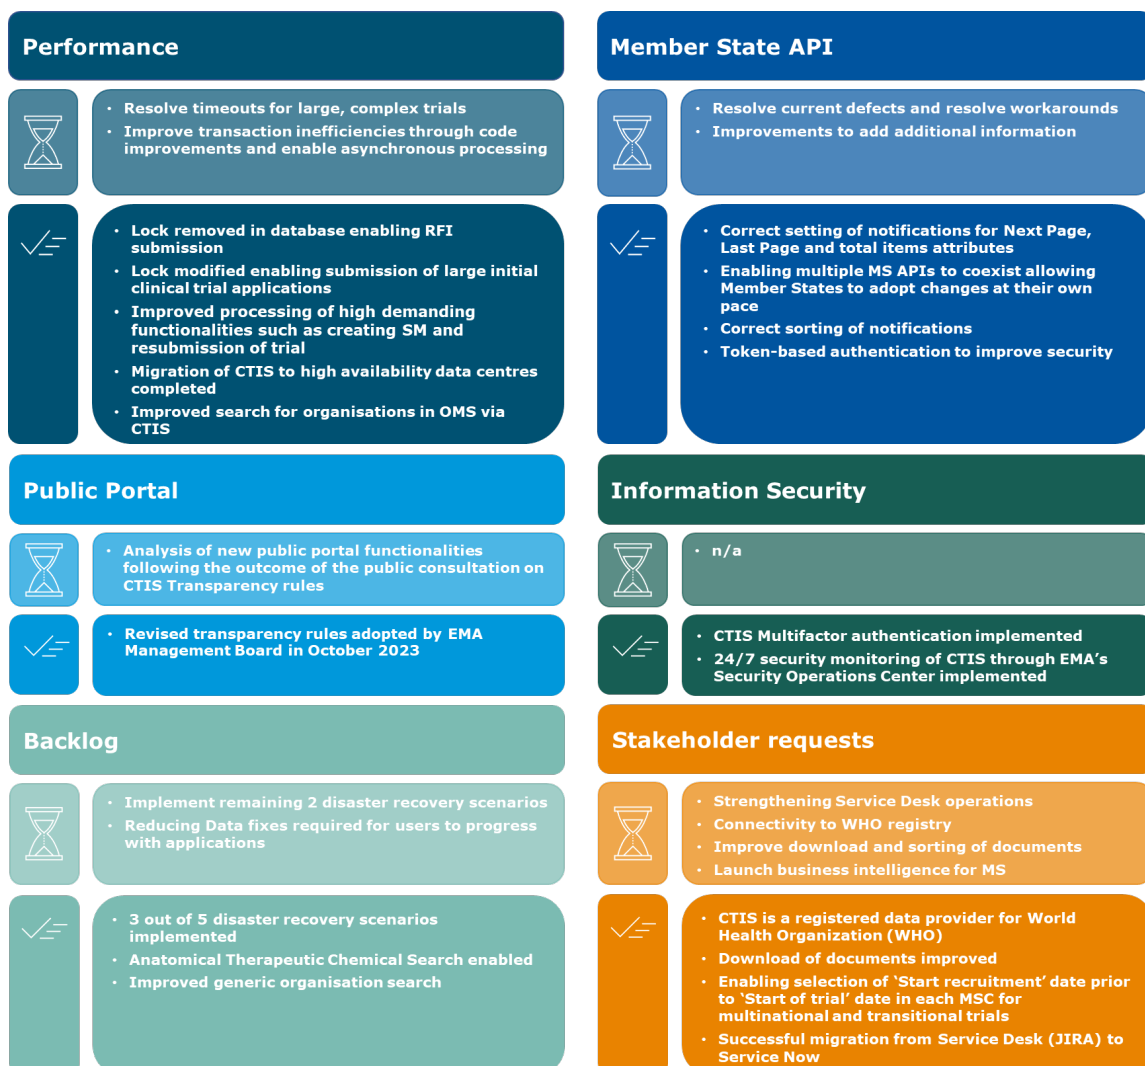 Performance
• Resolve timeouts for large, complex trials
• Improve transaction inefficiencies through code
improvements and enable asynchronous processing
• Lock removed in database enabling RFI
submission
• Lock modified enabling submission of large initial
clinical trial applications
• Improved processing of high demanding
functionalities such as creating SM and
resubmission of trial
• Migration of CTIS to high availability data centres
completed
• Improved search for organisations in OMS via
CTIS
Member State API
• Resolve current defects and resolve workarounds
• Improvements to add additional information
• Correct setting of notifications for Next Page,
Last Page and total items attributes
• Enabling multiple MS APIs to coexist allowing
Member States to adopt changes at their own
pace
• Correct sorting of notifications
• Token-based authentication to improve security
Public Portal
• Analysis of new public portal functionalities
following the outcome of the public consultation on
CTIS Transparency rules
• Revised transparency rules adopted by EMA
Management Board in October 2023
Information Security
• n/a
• CTIS Multifactor authentication implemented
• 24/7 security monitoring of CTIS through EMA's
Security Operations Center implemented
Backlog
• Implement remaining 2 disaster recovery scenarios
• Reducing Data fixes required for users to progress
with applications
• 3 out of 5 disaster recovery scenarios
implemented
• Anatomical Therapeutic Chemical Search enabled
• Improved generic organisation search
Stakeholder requests
• Strengthening Service Desk operations
• Connectivity to WHO registry
• Improve download and sorting of documents
• Launch business intelligence for MS
• CTIS is a registered data provider for World
Health Organization (WHO)
• Download of documents improved
• Enabling selection of 'Start recruitment' date prior
to 'Start of trial' date in each MSC for
multinational and transitional trials
• Successful migration from Service Desk (JIRA) to
Service Now